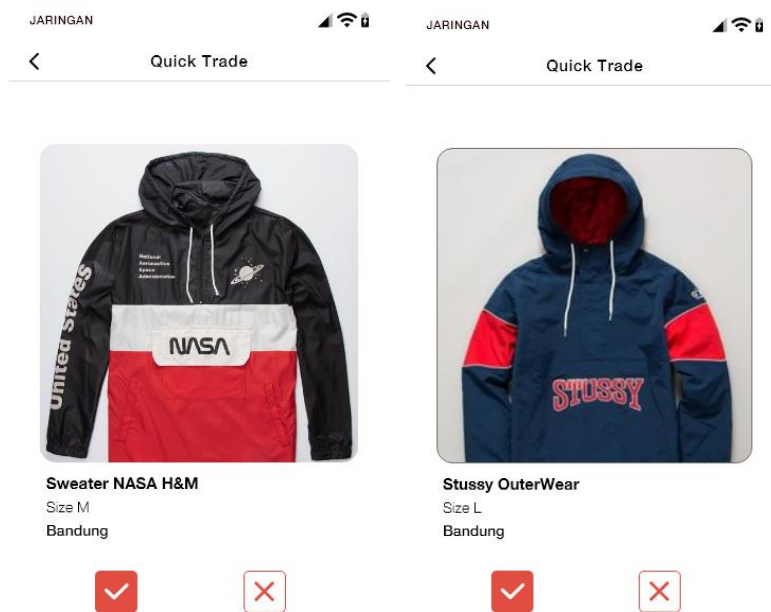 JARINGAN
Quick Trade
National
Aeronautics
Space
Administration
United States
NASA
Sweater NASA H&M
Size M
Bandung
JARINGAN
Quick Trade
STUSSY
Stussy OuterWear
Size L
Bandung